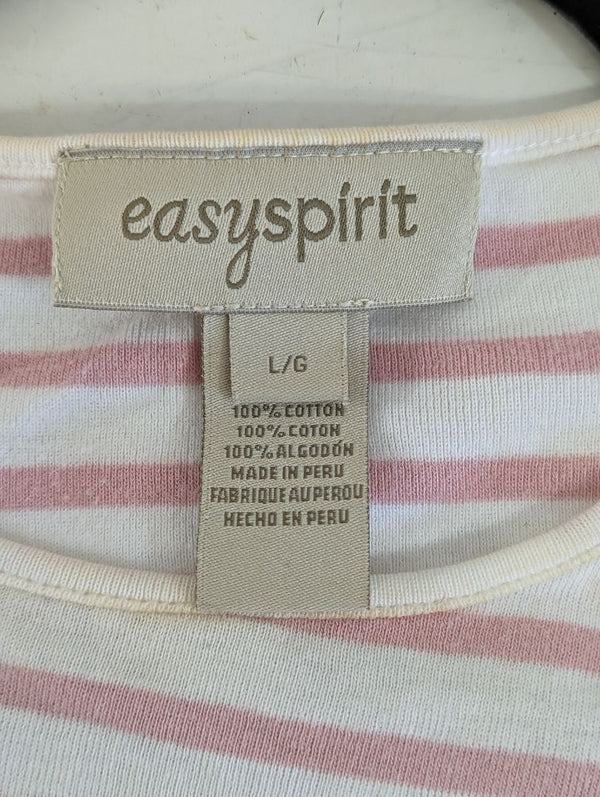 easyspirit
L/G
100% COTTON
100% COTON
100% ALGODÓN
MADE IN PERU
FABRIQUE AU PEROU
HECHO EN PERU